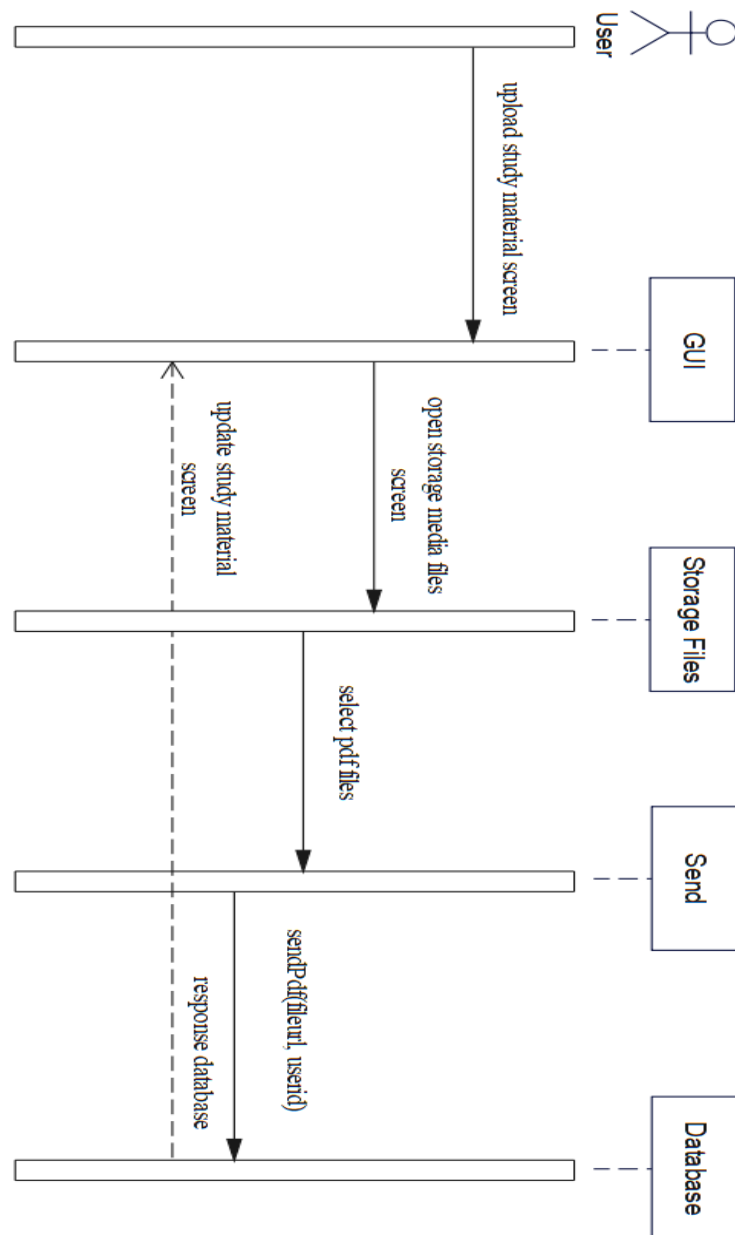 User
GUI
Storage Files
Send
Database
upload study material screen
open storage media files
screen
select pdf files
sendPdf(fileurl, userid)
response database
update study material
screen